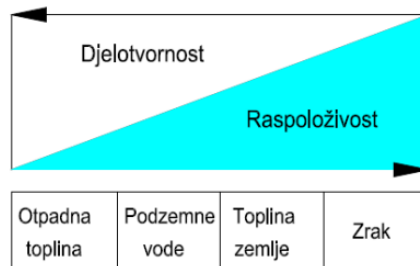 Djelotvornost
Raspoloživost
Otpadna toplina
Podzemne vode
Toplina zemlje
Zrak